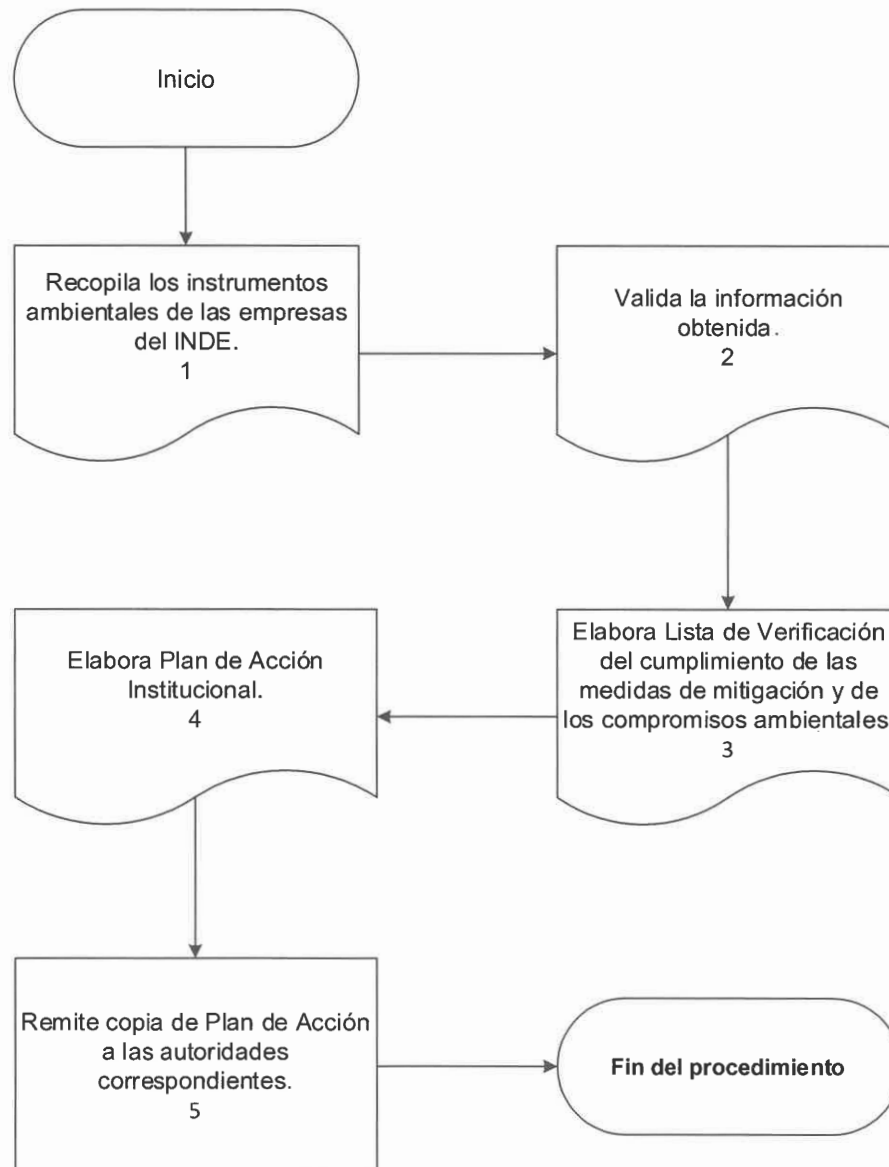 Inicio
Recopila los instrumentos
ambientales de las empresas
del INDE.
1
Valida la información
obtenida.
2
Elabora Lista de Verificación
del cumplimiento de las
medidas de mitigación y de
los compromisos ambientales
3
Elabora Plan de Acción
Institucional.
4
Remite copia de Plan de Acción
a las autoridades
correspondientes.
5
Fin del procedimiento